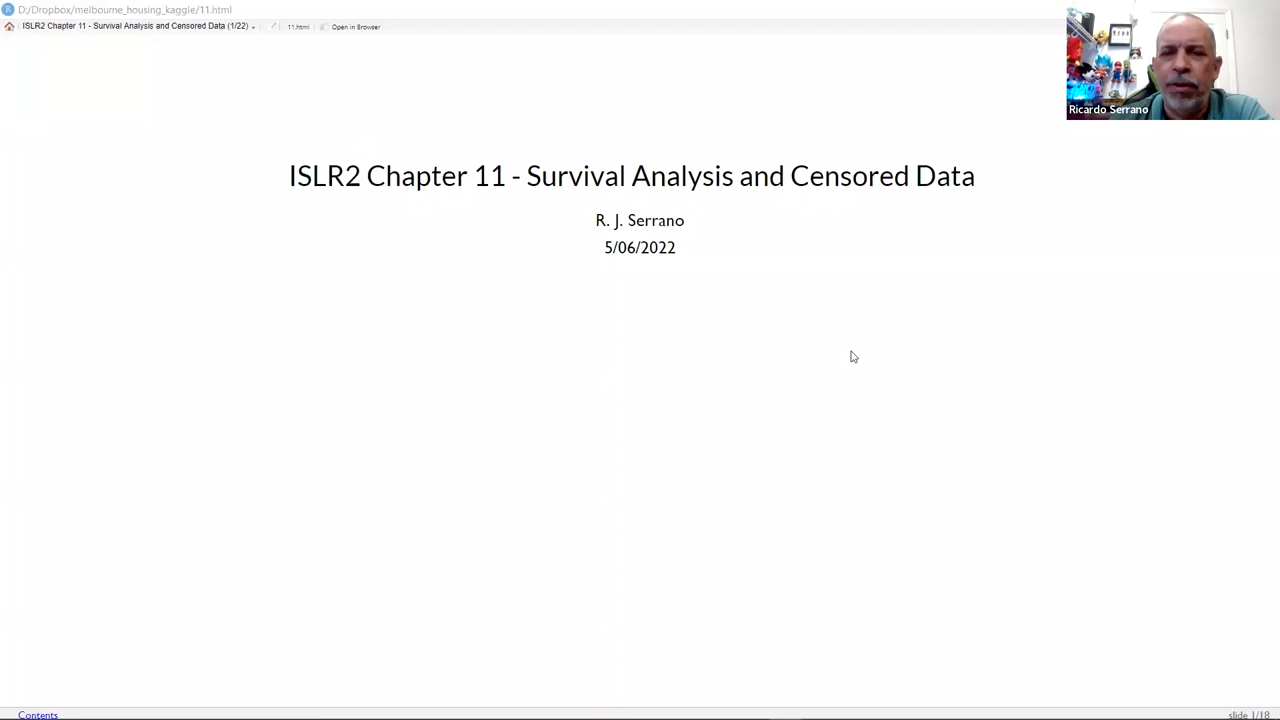 D:/Dropbox/melbourne_housing_kaggle/11.html
ISLR2 Chapter 11 - Survival Analysis and Censored Data (1/22)
11.html
Open in Browser
Ricardo Serrano
ISLR2 Chapter 11 - Survival Analysis and Censored Data
R. J. Serrano
5/06/2022
Contents
slide 1/18